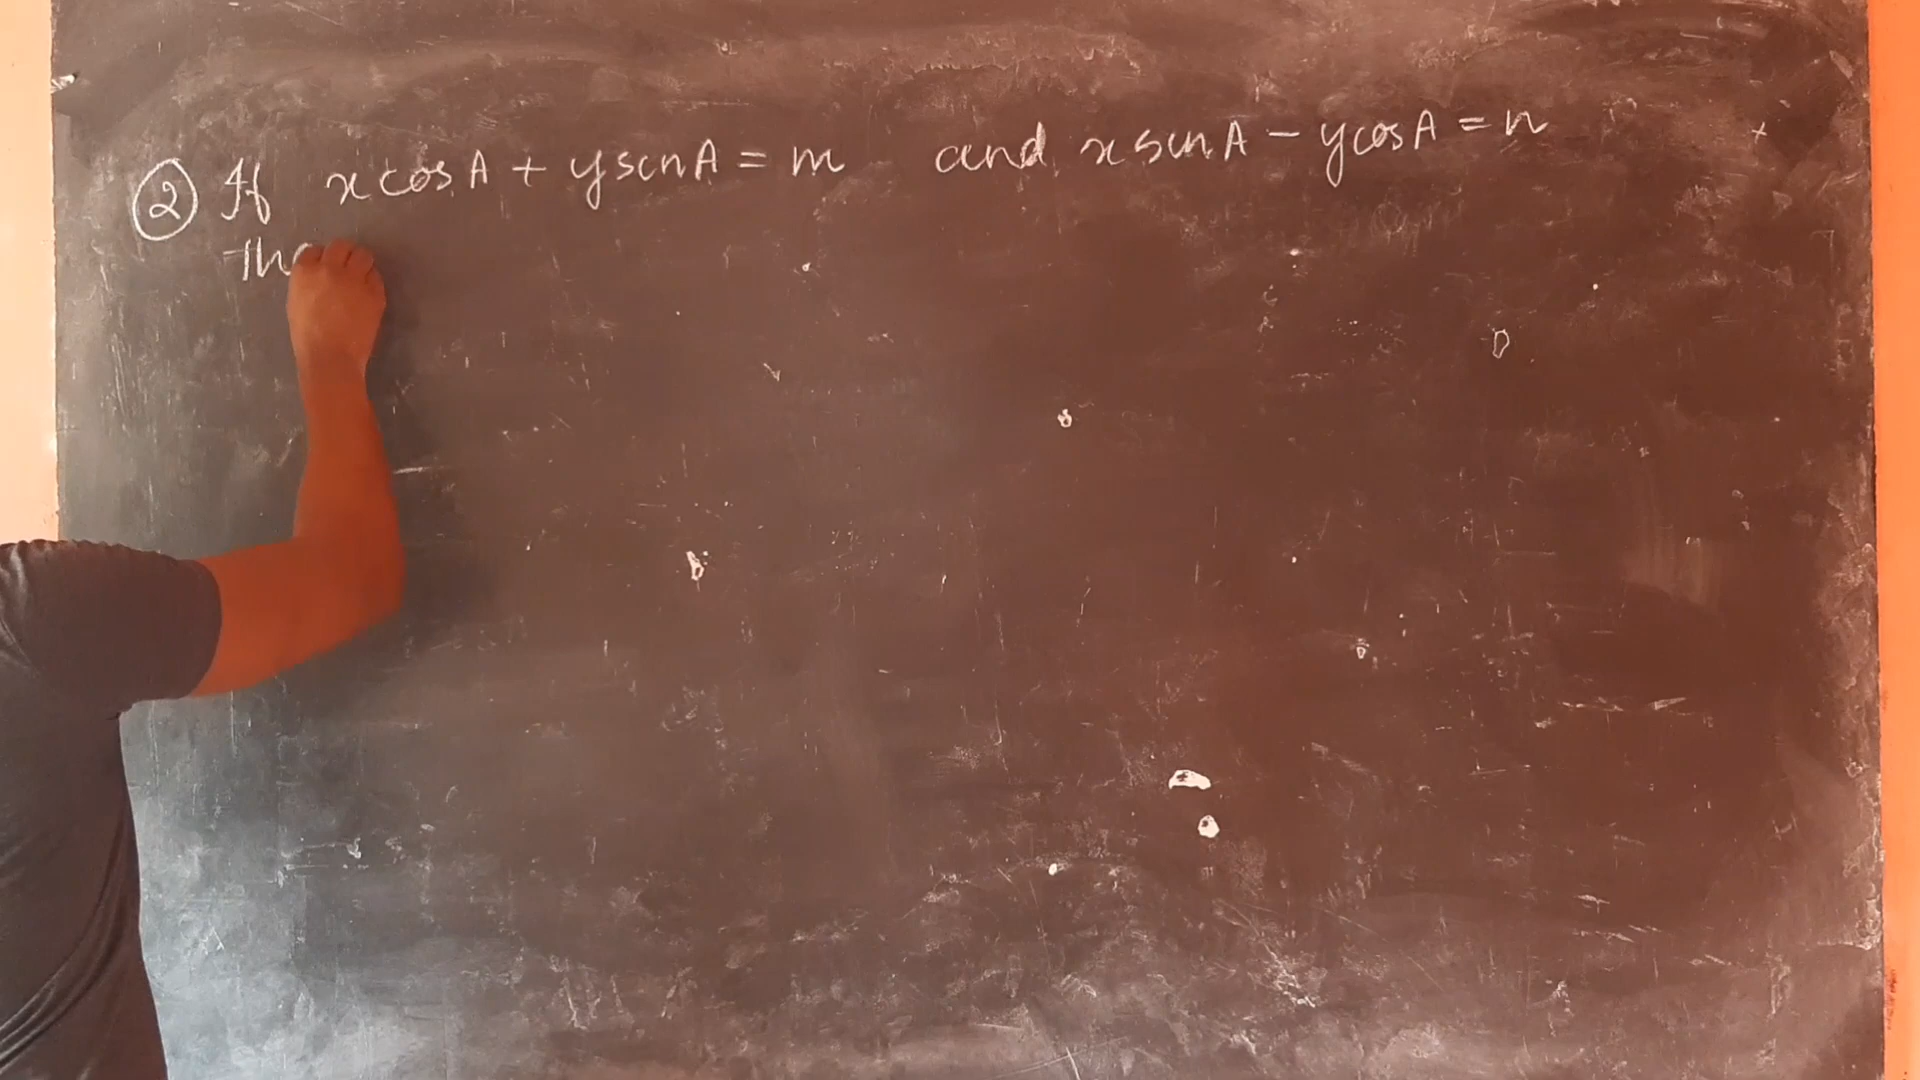 ② If x cos A + y sin A = m and x sin A - y cos A = n